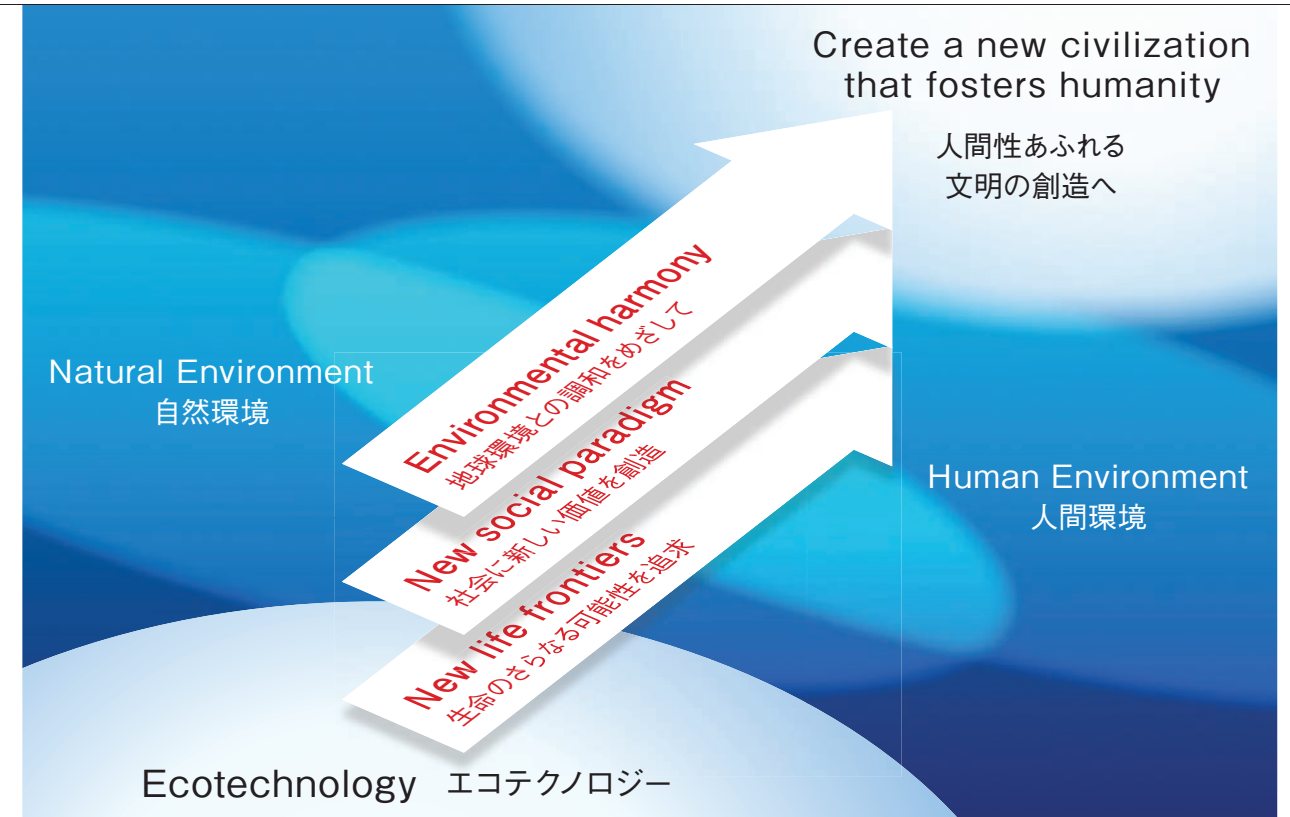 Create a new civilization
that fosters humanity
人間性あふれる
文明の創造へ
Environmental harmony
地球環境との調和をめざして
Natural Environment
自然環境
New social paradigm
社会に新しい価値を創造
Human Environment
人間環境
New life frontiers
生命のさらなる可能性を追求
Ecotechnology エコテクノロジー